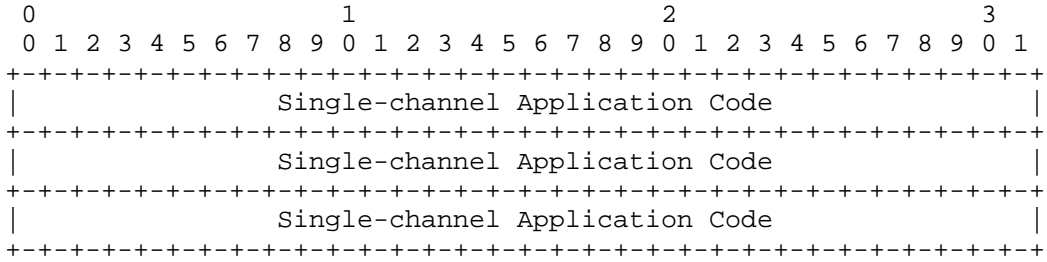 0                   1                   2                   3
 0 1 2 3 4 5 6 7 8 9 0 1 2 3 4 5 6 7 8 9 0 1 2 3 4 5 6 7 8 9 0 1
+-+-+-+-+-+-+-+-+-+-+-+-+-+-+-+-+-+-+-+-+-+-+-+-+-+-+-+-+-+-+-+-+
|                Single-channel Application Code                |
+-+-+-+-+-+-+-+-+-+-+-+-+-+-+-+-+-+-+-+-+-+-+-+-+-+-+-+-+-+-+-+-+
|                Single-channel Application Code                |
+-+-+-+-+-+-+-+-+-+-+-+-+-+-+-+-+-+-+-+-+-+-+-+-+-+-+-+-+-+-+-+-+
|                Single-channel Application Code                |
+-+-+-+-+-+-+-+-+-+-+-+-+-+-+-+-+-+-+-+-+-+-+-+-+-+-+-+-+-+-+-+-+